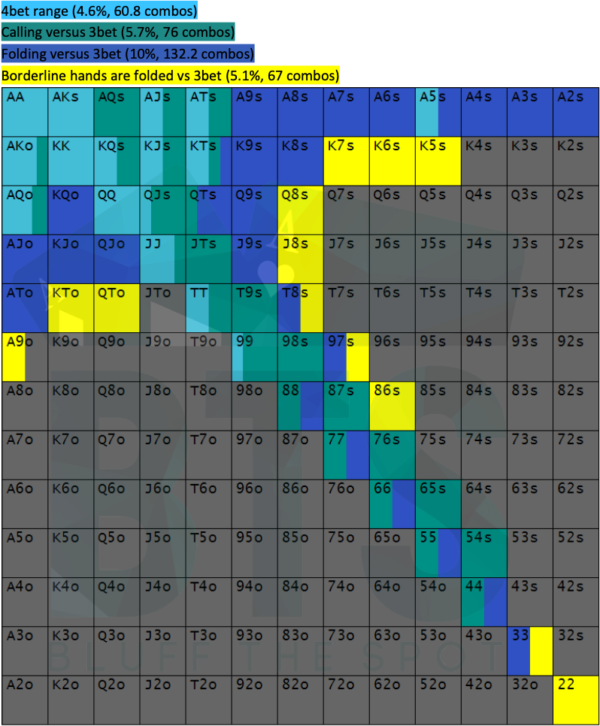 4bet range (4.6%, 60.8 combos)
Calling versus 3bet (5.7%, 76 combos)
Folding versus 3bet (10%, 132.2 combos)
Borderline hands are folded vs 3bet (5.1%, 67 combos)
AA AKs AQs AJs ATs A9s A8s A7s A6s A5s A4s A3s A2s
AKo KK KQs KJs KTs K9s K8s K7s K6s K5s K4s K3s K2s
AQo KQo QQ QJs QTs Q9s Q8s Q7s Q6s Q5s Q4s Q3s Q2s
AJo KJo QJo JJ JTs J9s J8s J7s J6s J5s J4s J3s J2s
ATo KTo QTo JTo TT T9s T8s T7s T6s T5s T4s T3s T2s
A9o K9o Q9o J9o T9o 99 98s 97s 96s 95s 94s 93s 92s
A8o K8o Q8o J8o T8o 98o 88 87s 86s 85s 84s 83s 82s
A7o K7o Q7o J7o T7o 97o 87o 77 76s 75s 74s 73s 72s
A6o K6o Q6o J6o T6o 96o 86o 76o 66 65s 64s 63s 62s
A5o K5o Q5o J5o T5o 95o 85o 75o 65o 55 54s 53s 52s
A4o K4o Q4o J4o T4o 94o 84o 74o 64o 54o 44 43s 42s
A3o K3o Q3o J3o T3o 93o 83o 73o 63o 53o 43o 33 32s
A2o K2o Q2o J2o T2o 92o 82o 72o 62o 52o 42o 32o 22
BTS
BLUFF THE SPOT